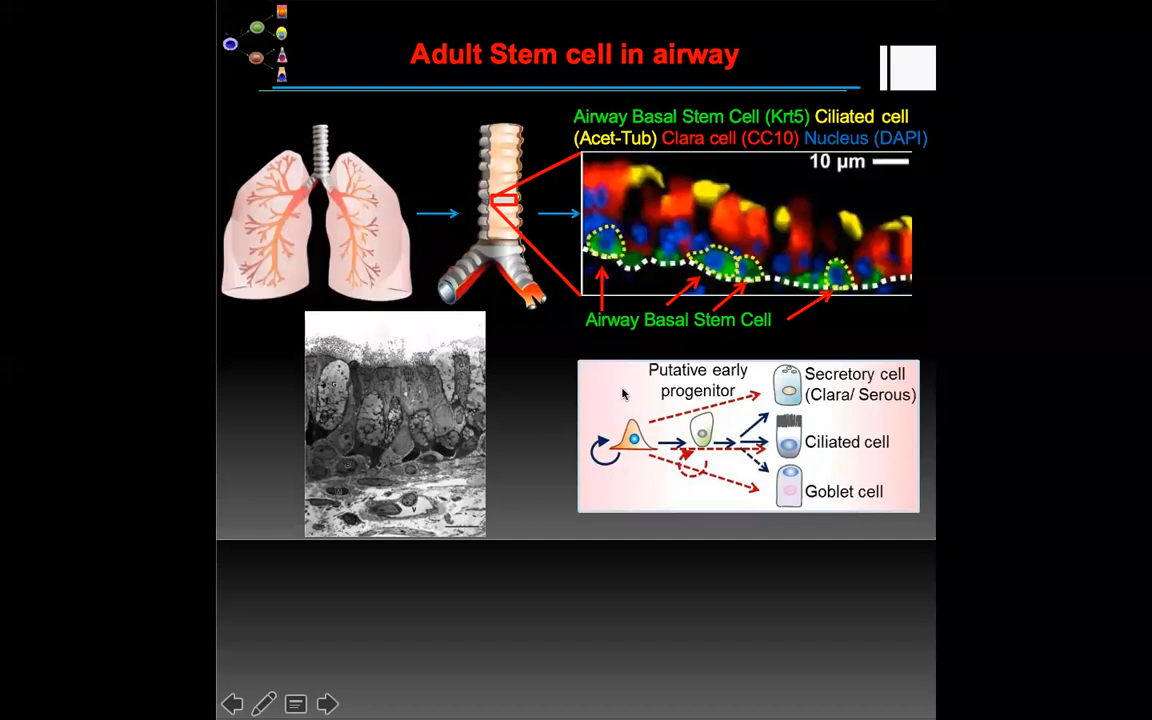 Adult Stem cell in airway
Airway Basal Stem Cell (Krt5) Ciliated cell
(Acet-Tub) Clara cell (CC10) Nucleus (DAPI)
10 µm
Airway Basal Stem Cell
Putative early
progenitor
Secretory cell
(Clara/ Serous)
Ciliated cell
Goblet cell